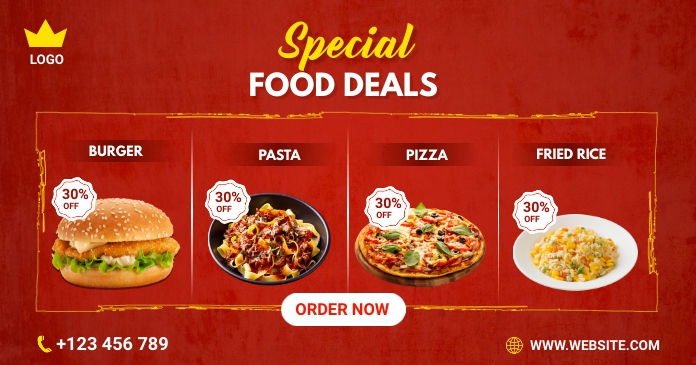 LOGO
Special
FOOD DEALS
BURGER
PASTA
PIZZA
FRIED RICE
30%
OFF
30%
OFF
30%
OFF
30%
OFF
ORDER NOW
+123 456 789
WWW.WEBSITE.COM